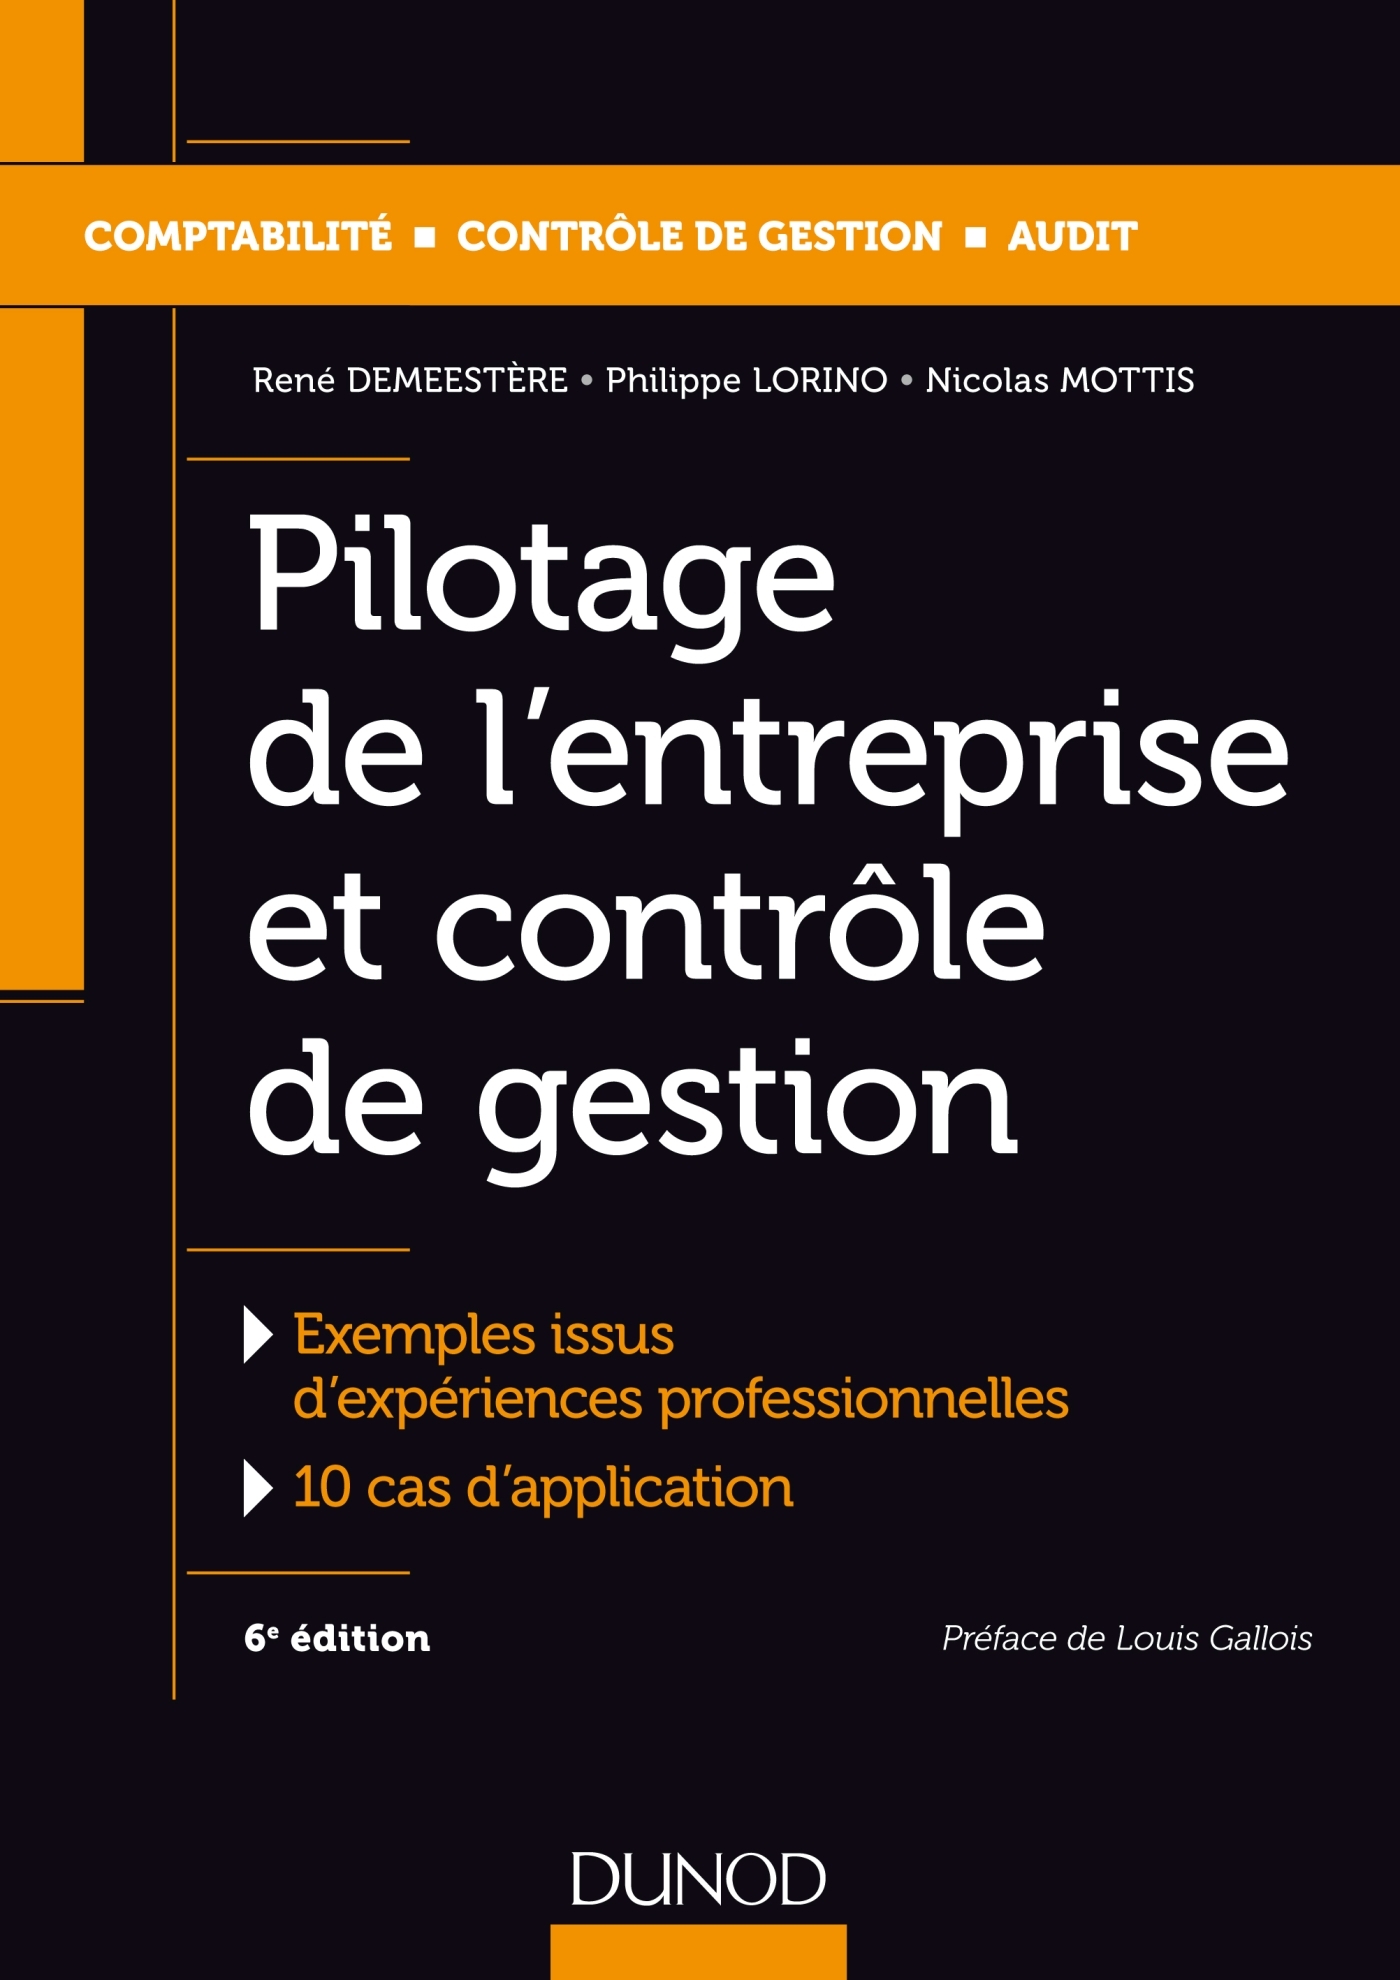 COMPTABILITÉ ■ CONTRÔLE DE GESTION ■ AUDIT
René DEMEESTÈRE • Philippe LORINO • Nicolas MOTTIS
Pilotage
de l'entreprise
et contrôle
de gestion
Exemples issus
d'expériences professionnelles
10 cas d'application
6e édition
Préface de Louis Gallois
DUNOD